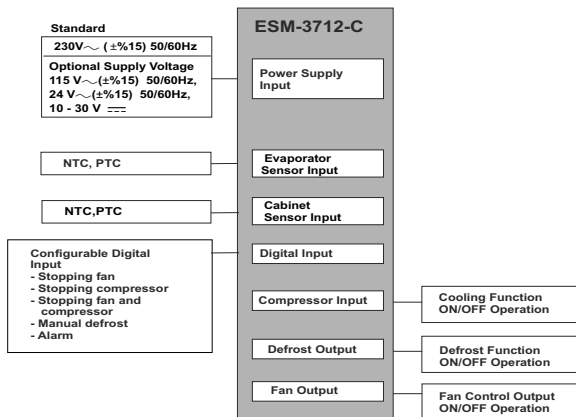 Standard
ESM-3712-C
230V～ (±%15) 50/60Hz
Optional Supply Voltage
115 V～(±%15) 50/60Hz,
24 V～(±%15) 50/60Hz,
10 - 30 V ⎓
Power Supply
Input
NTC, PTC
Evaporator
Sensor Input
NTC,PTC
Cabinet
Sensor Input
Configurable Digital
Input
- Stopping fan
- Stopping compressor
- Stopping fan and
compressor
- Manual defrost
- Alarm
Digital Input
Compressor Input
Cooling Function
ON/OFF Operation
Defrost Output
Defrost Function
ON/OFF Operation
Fan Output
Fan Control Output
ON/OFF Operation